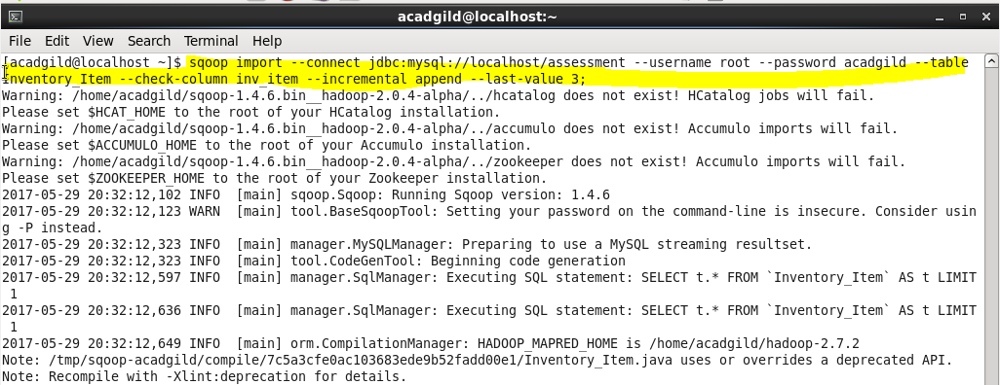 acadgild@localhost:~
File Edit View Search Terminal Help
[acadgild@localhost ~]$ sqoop import --connect jdbc:mysql://localhost/assessment --username root --password acadgild --table
Inventory_Item --check-column inv_item --incremental append --last-value 3;
Warning: /home/acadgild/sqoop-1.4.6.bin__hadoop-2.0.4-alpha/../hcatalog does not exist! HCatalog jobs will fail.
Please set $HCAT_HOME to the root of your HCatalog installation.
Warning: /home/acadgild/sqoop-1.4.6.bin__hadoop-2.0.4-alpha/../accumulo does not exist! Accumulo imports will fail.
Please set $ACCUMULO_HOME to the root of your Accumulo installation.
Warning: /home/acadgild/sqoop-1.4.6.bin__hadoop-2.0.4-alpha/../zookeeper does not exist! Accumulo imports will fail.
Please set $ZOOKEEPER_HOME to the root of your Zookeeper installation.
2017-05-29 20:32:12,102 INFO  [main] sqoop.Sqoop: Running Sqoop version: 1.4.6
2017-05-29 20:32:12,123 WARN  [main] tool.BaseSqoopTool: Setting your password on the command-line is insecure. Consider usin
g -P instead.
2017-05-29 20:32:12,323 INFO  [main] manager.MySQLManager: Preparing to use a MySQL streaming resultset.
2017-05-29 20:32:12,323 INFO  [main] tool.CodeGenTool: Beginning code generation
2017-05-29 20:32:12,597 INFO  [main] manager.SqlManager: Executing SQL statement: SELECT t.* FROM `Inventory_Item` AS t LIMIT
 1
2017-05-29 20:32:12,636 INFO  [main] manager.SqlManager: Executing SQL statement: SELECT t.* FROM `Inventory_Item` AS t LIMIT
 1
2017-05-29 20:32:12,649 INFO  [main] orm.CompilationManager: HADOOP_MAPRED_HOME is /home/acadgild/hadoop-2.7.2
Note: /tmp/sqoop-acadgild/compile/7c5a3cfe0ac103683ede9b52fadd00e1/Inventory_Item.java uses or overrides a deprecated API.
Note: Recompile with -Xlint:deprecation for details.